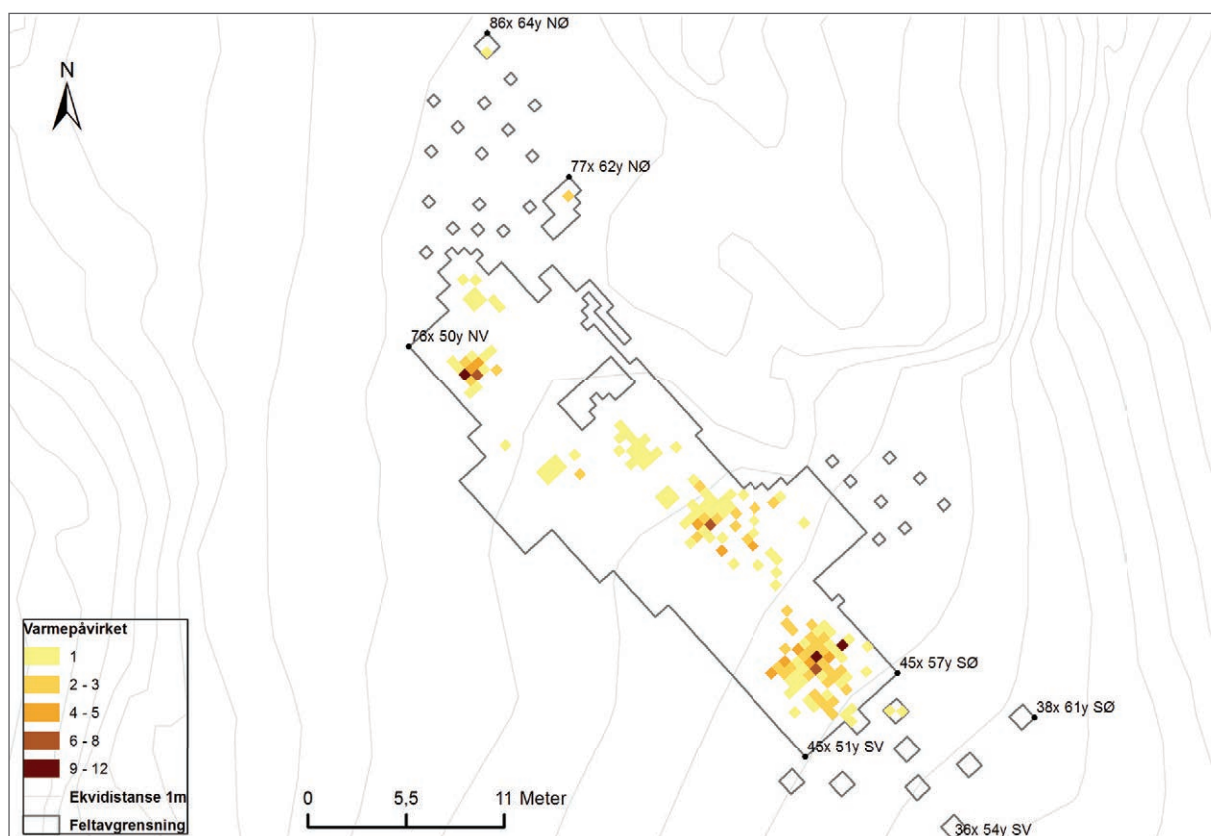 86x 64y NØ
N
77x 62y NØ
76x 50y NV
45x 57y SØ
38x 61y SØ
45x 51y SV
36x 54y SV
Varmepåvirket
1
2 - 3
4 - 5
6 - 8
9 - 12
Ekvidistanse 1m
Feltavgrensning
0 5,5 11 Meter